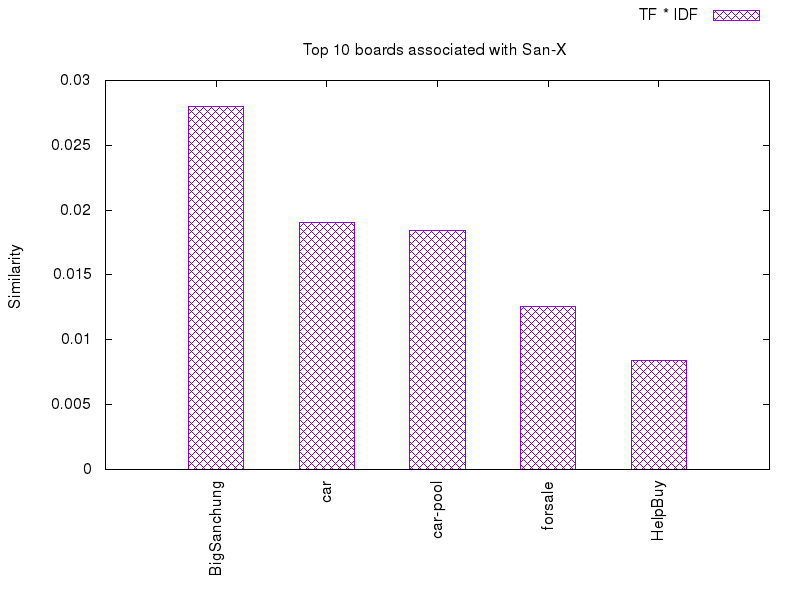 TF * IDF
Top 10 boards associated with San-X
Similarity
0.03
0.025
0.02
0.015
0.01
0.005
0
BigSanchung
car
car-pool
forsale
HelpBuy